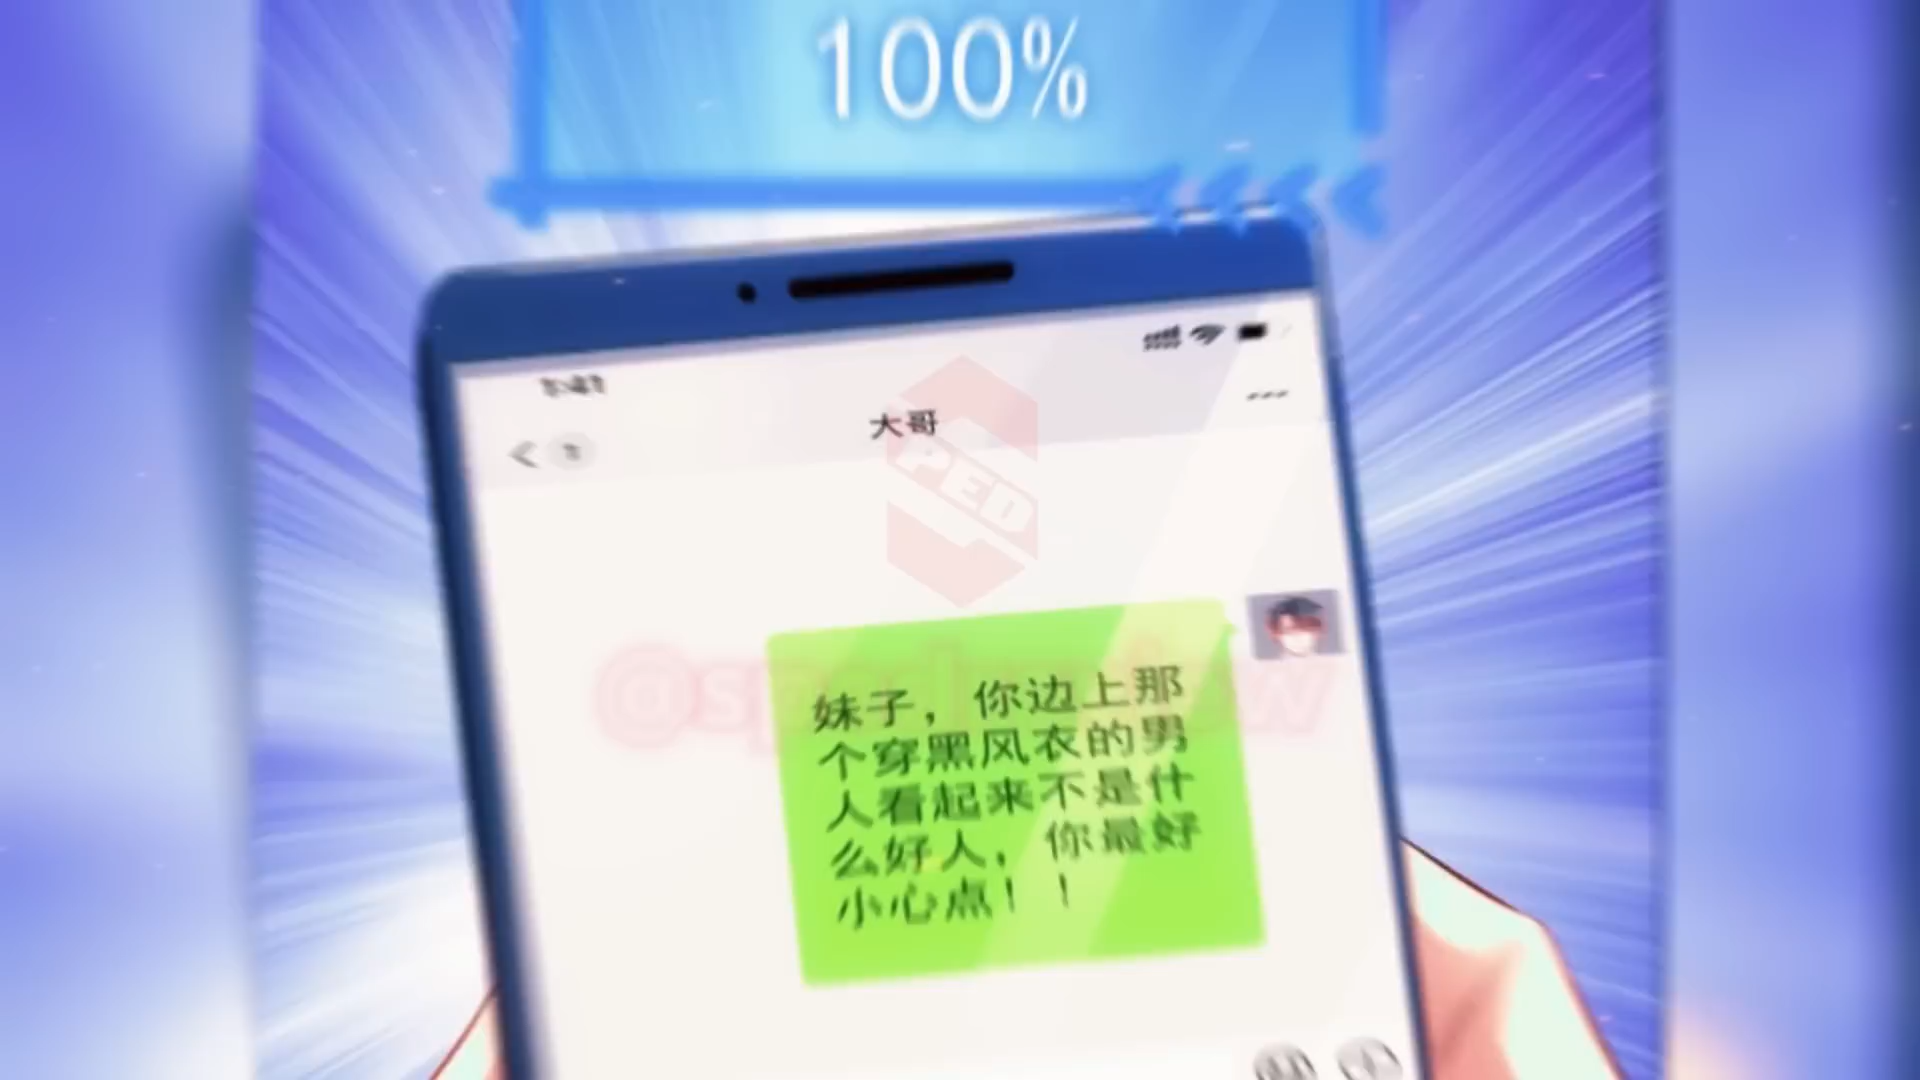 100%
大哥
PED
妹子，你边上那
个穿黑风衣的男
人看起来不是什
么好人，你最好
小心点！！